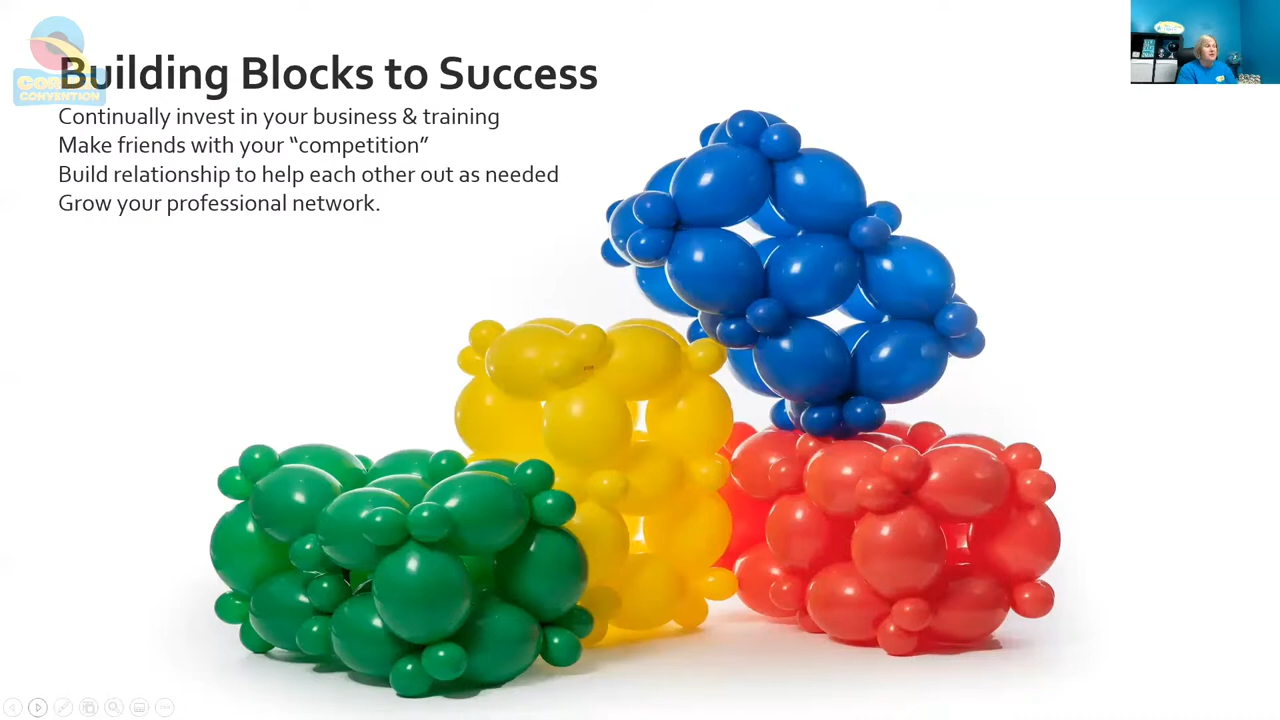 Building Blocks to Success
CORSO
CONVENTION
Continually invest in your business & training
Make friends with your “competition”
Build relationship to help each other out as needed
Grow your professional network.